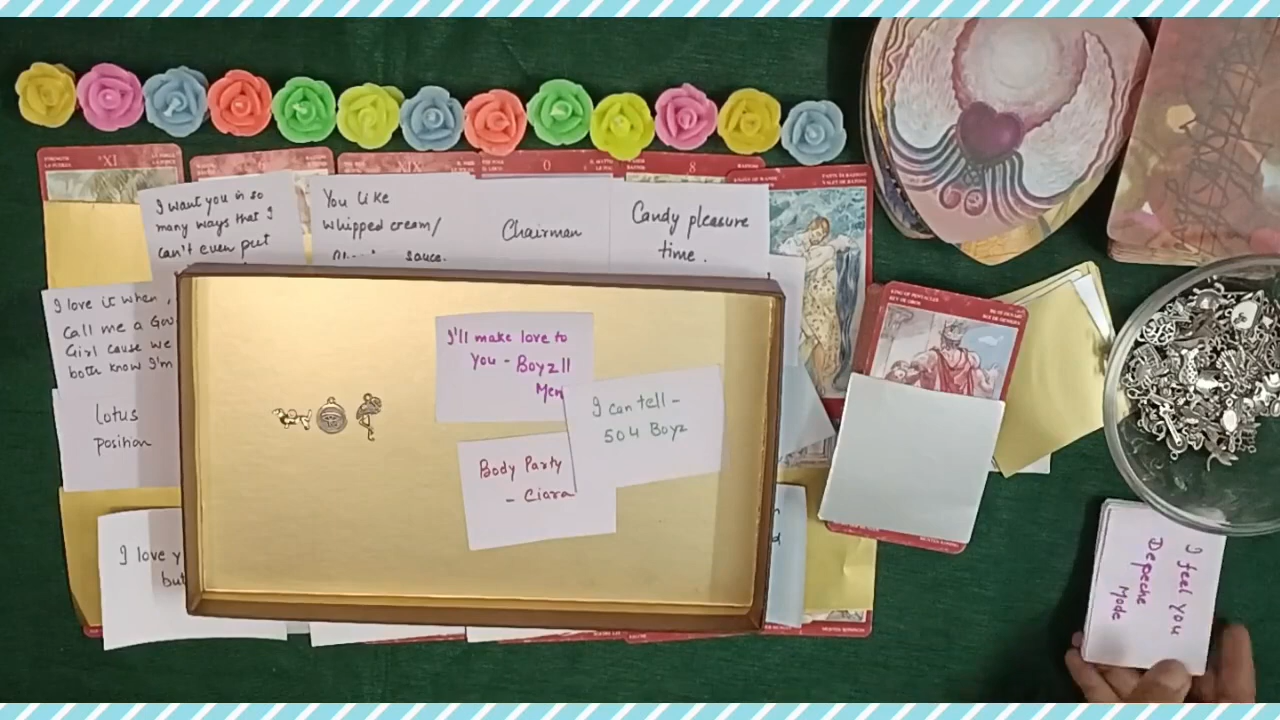 XI
XIX
0
8
I want you in so
many ways that I
can't even put
You like
whipped cream/
sauce.
Chairman
Candy pleasure
time.
I love it when
call me a Go
Girl cause we
both know I'm
lotus
position
I love y
but
I'll make love to
you - Boyz II
Men
I can tell -
504 Boyz
Body Party
- Ciara
I feel you
Depeche
Mode